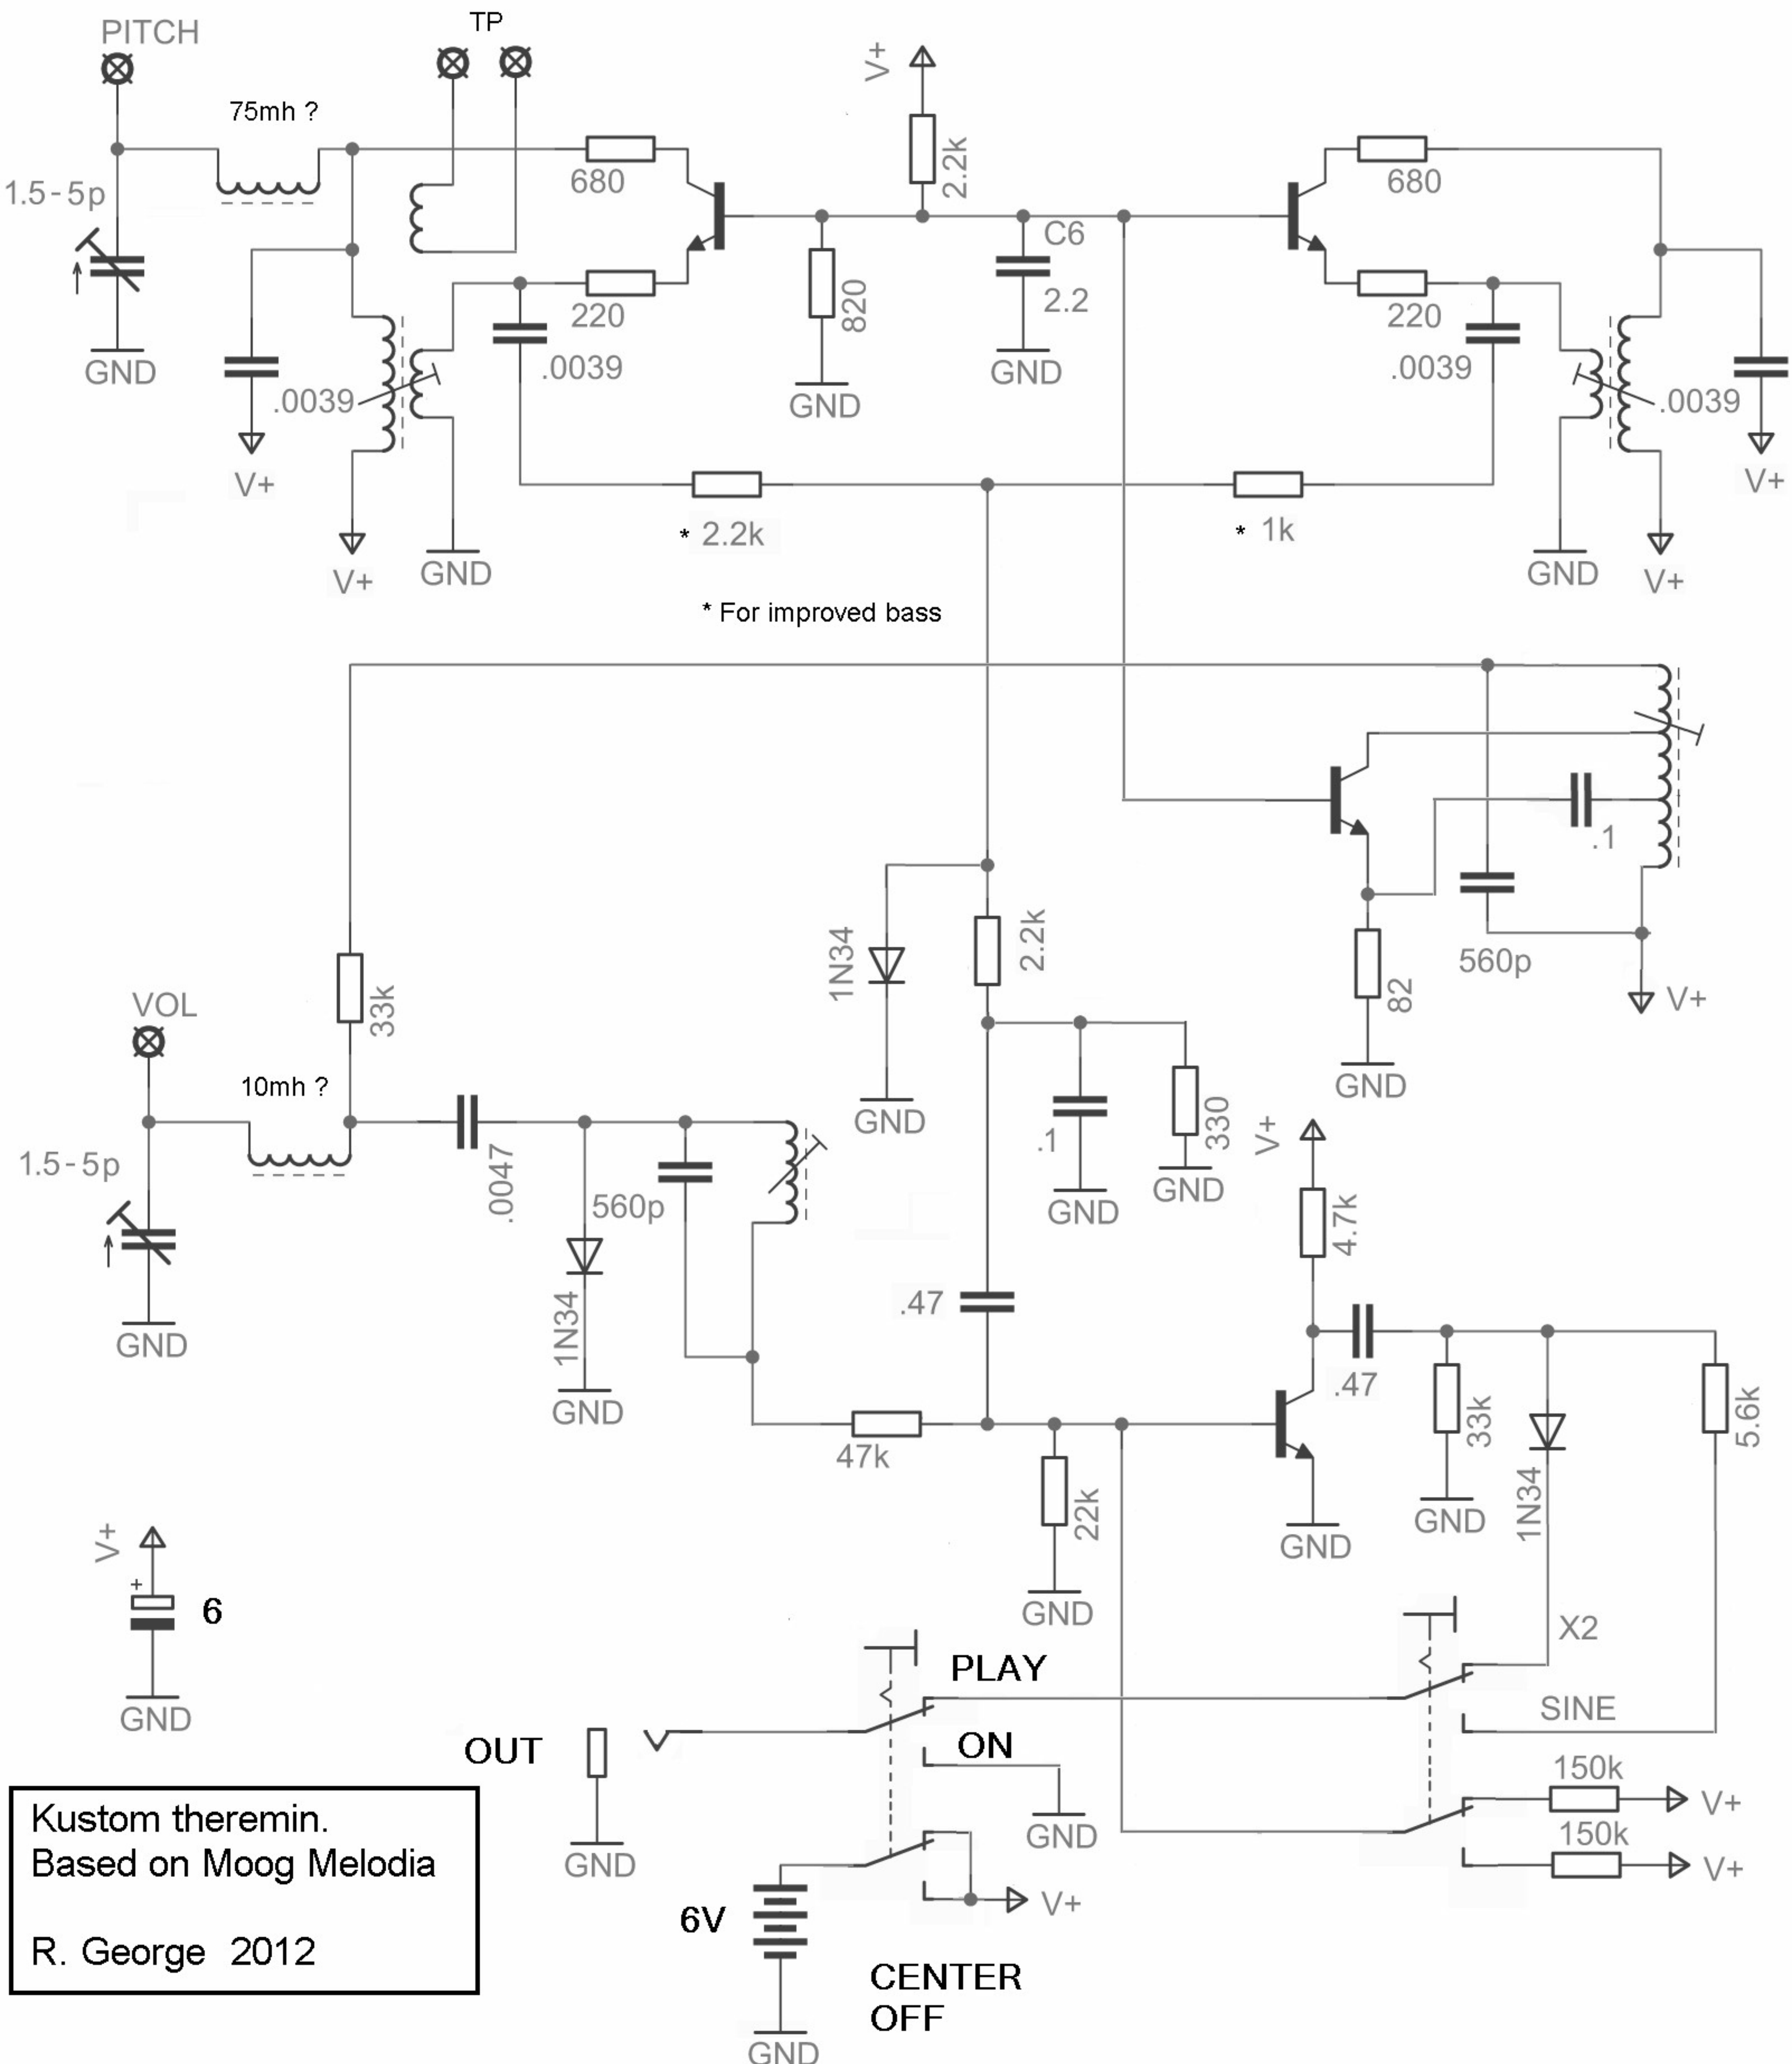 PITCH
TP
V+
75mh ?
1.5-5p
680
2.2k
680
C6
220
820
2.2
220
GND
.0039
.0039
GND
.0039
.0039
GND
V+
V+
* 2.2k
* 1k
V+
GND
GND
V+
* For improved bass
.1
1N34
2.2k
560p
33k
82
V+
VOL
10mh ?
GND
GND
.1
330
V+
1.5-5p
.0047
560p
GND
GND
4.7k
.47
GND
1N34
.47
GND
33k
5.6k
47k
1N34
22k
GND
GND
V+
+
6
GND
X2
PLAY
GND
SINE
OUT
ON
150k
V+
Kustom theremin.
GND
150k
Based on Moog Melodia
GND
V+
6V
V+
R. George 2012
CENTER
OFF
GND